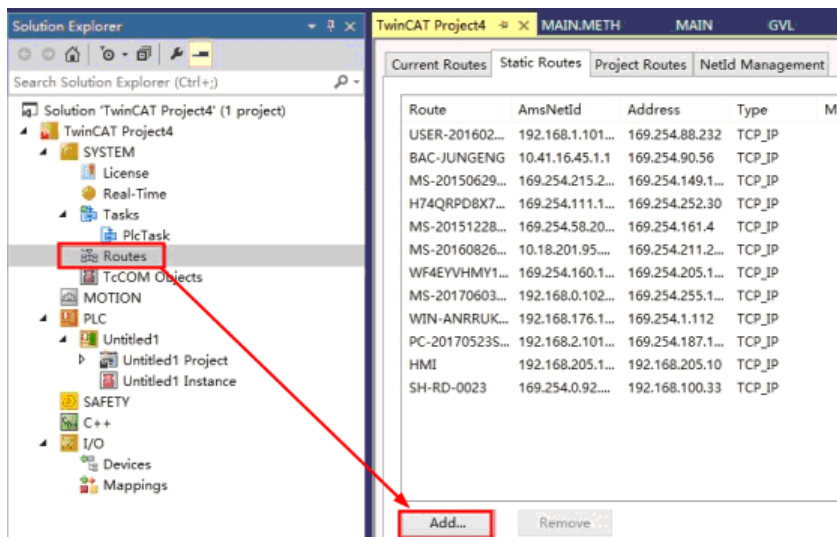 Solution Explorer
Search Solution Explorer (Ctrl+;)
Solution 'TwinCAT Project4' (1 project)
TwinCAT Project4
SYSTEM
License
Real-Time
Tasks
PlcTask
Routes
TcCOM Objects
MOTION
PLC
Untitled1
Untitled1 Project
Untitled1 Instance
SAFETY
C++
I/O
Devices
Mappings
TwinCAT Project4 MAIN.METH MAIN GVL
Current Routes Static Routes Project Routes NetId Management
Route AmsNetId Address Type M
USER-201602... 192.168.1.101... 169.254.88.232 TCP_IP
BAC-JUNGENG 10.41.16.45.1.1 169.254.90.56 TCP_IP
MS-20150629... 169.254.215.2... 169.254.149.1... TCP_IP
H74QRPD8X7... 169.254.111.1... 169.254.252.30 TCP_IP
MS-20151228... 169.254.58.20... 169.254.161.4 TCP_IP
MS-20160826... 10.18.201.95.... 169.254.211.2... TCP_IP
WF4EYVHMY1... 169.254.160.1... 169.254.205.1... TCP_IP
MS-20170603... 192.168.0.102... 169.254.255.1... TCP_IP
WIN-ANRRUK... 192.168.176.1... 169.254.1.112 TCP_IP
PC-20170523S... 192.168.2.101... 169.254.187.1... TCP_IP
HMI 192.168.205.1... 192.168.205.10 TCP_IP
SH-RD-0023 169.254.0.92.... 192.168.100.33 TCP_IP
Add... Remove